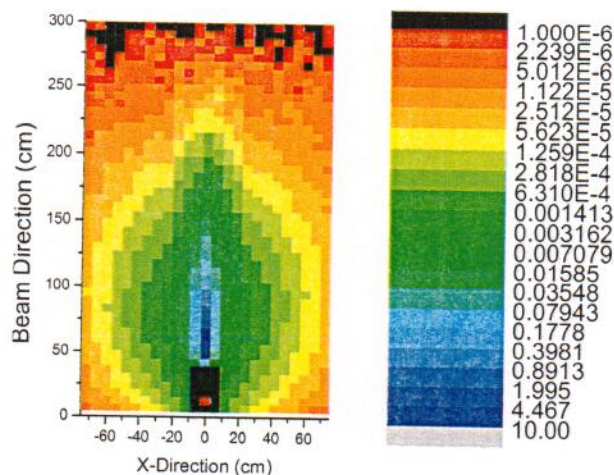 300
250
200
150
100
50
0
Beam Direction (cm)
-60 -40 -20 0 20 40 60
X-Direction (cm)
1.000E-6
2.239E-6
5.012E-6
1.122E-5
2.512E-5
5.623E-5
1.259E-4
2.818E-4
6.310E-4
0.001413
0.003162
0.007079
0.01585
0.03548
0.07943
0.1778
0.3981
0.8913
1.995
4.467
10.00